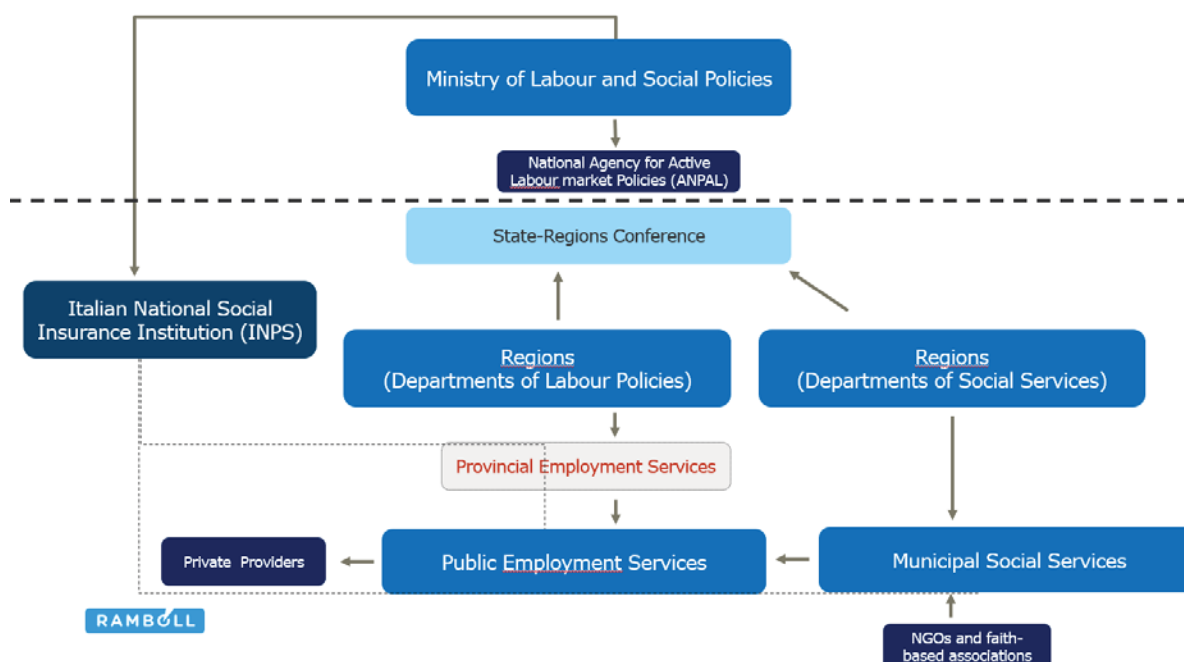 Ministry of Labour and Social Policies
National Agency for Active
Labour market Policies (ANPAL)
State-Regions Conference
Italian National Social
Insurance Institution (INPS)
Regions
(Departments of Labour Policies)
Regions
(Departments of Social Services)
Provincial Employment Services
Private Providers
Public Employment Services
Municipal Social Services
RAMBOLL
NGOs and faith-
based associations